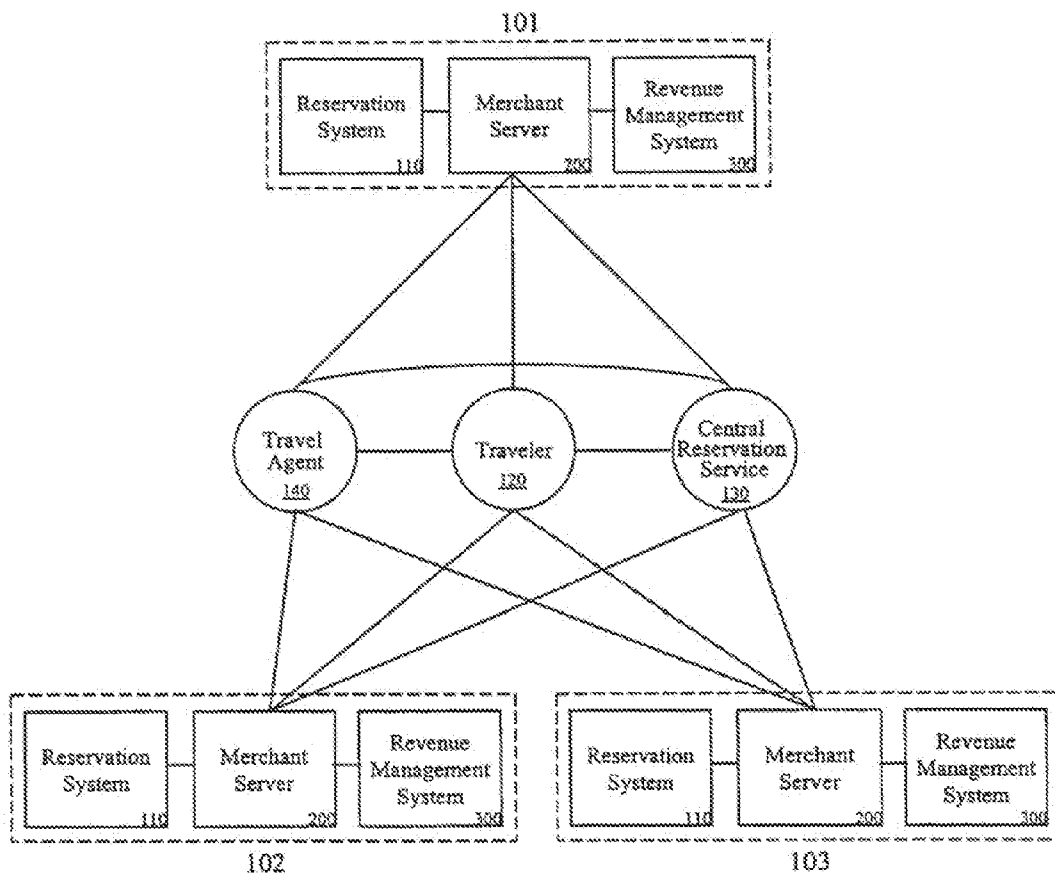 101
Reservation
System
110
Merchant
Server
200
Revenue
Management
System
300
Travel
Agent
140
Traveler
120
Central
Reservation
Service
130
Reservation
System
110
Merchant
Server
200
Revenue
Management
System
300
Reservation
System
110
Merchant
Server
200
Revenue
Management
System
300
102
103